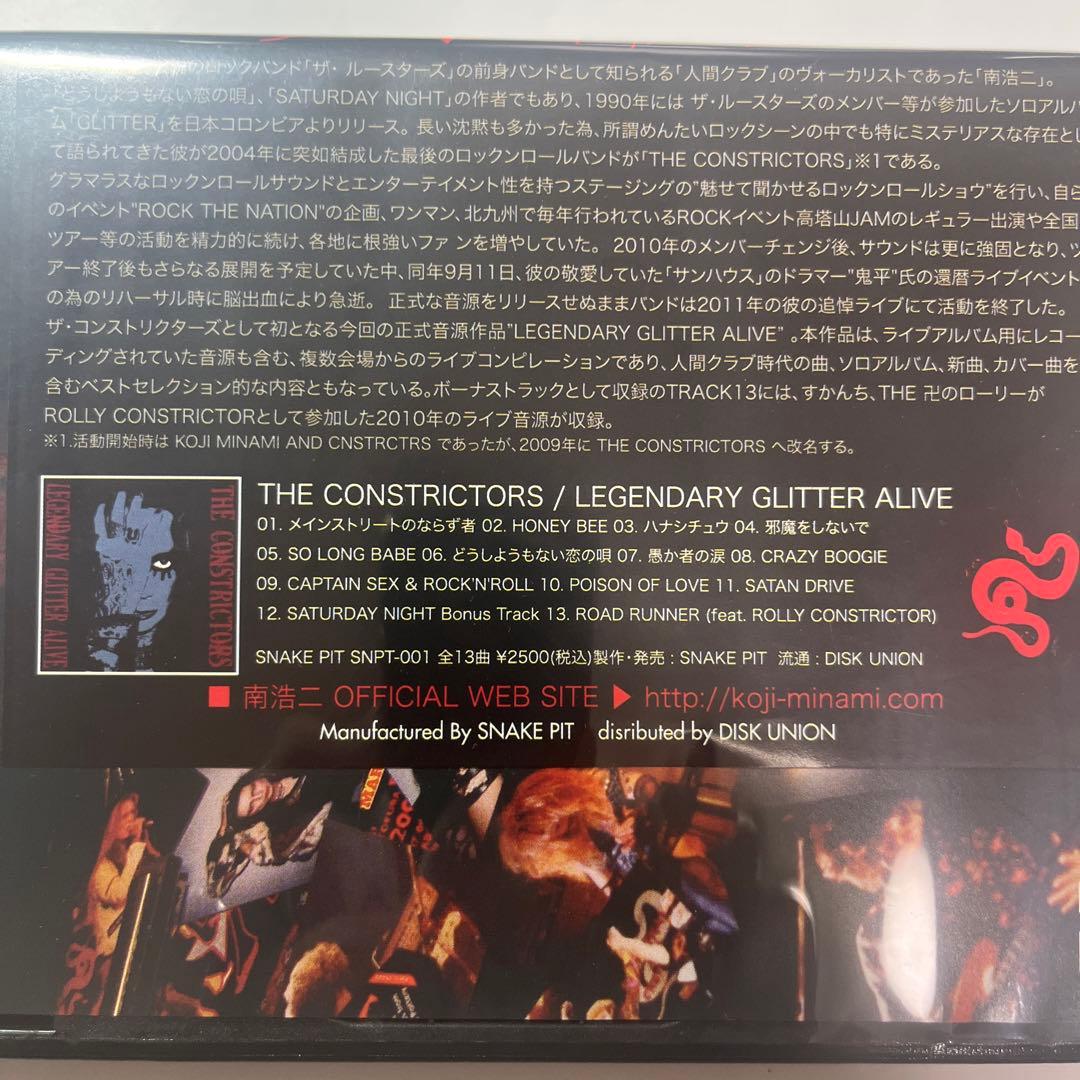 ロックバンド「ザ・ルースターズ」の前身バンドとして知られる「人間クラブ」のヴォーカリストであった「南浩二」。
「どうしようもない恋の唄」、「SATURDAY NIGHT」の作者でもあり、1990年には ザ・ルースターズのメンバー等が参加したソロアルバ
ム「GLITTER」を日本コロンビアよりリリース。長い沈黙も多かった為、所謂めんたいロックシーンの中でも特にミステリアスな存在とし
て語られてきた彼が2004年に突如結成した最後のロックンロールバンドが「THE CONSTRICTORS」※1である。
グラマラスなロックンロールサウンドとエンターテイメント性を持つステージングの"魅せて聞かせるロックンロールショウ"を行い、自ら
のイベント"ROCK THE NATION"の企画、ワンマン、北九州で毎年行われているROCKイベント高塔山JAMのレギュラー出演や全国
ツアー等の活動を精力的に続け、各地に根強いファ ンを増やしていた。 2010年のメンバーチェンジ後、サウンドは更に強固となり、ツ
アー終了後もさらなる展開を予定していた中、同年9月11日、彼の敬愛していた「サンハウス」のドラマー"鬼平"氏の還暦ライブイベント
の為のリハーサル時に脳出血により急逝。 正式な音源をリリースせぬままバンドは2011年の彼の追悼ライブにて活動を終了した。
ザ・コンストリクターズとして初となる今回の正式音源作品"LEGENDARY GLITTER ALIVE" 。本作品は、ライブアルバム用にレコー
ディングされていた音源も含む、複数会場からのライブコンピレーションであり、人間クラブ時代の曲、ソロアルバム、新曲、カバー曲を
含むベストセレクション的な内容ともなっている。ボーナストラックとして収録のTRACK13には、すかんち、THE 卍のローリーが
ROLLY CONSTRICTORとして参加した2010年のライブ音源が収録。
※1.活動開始時は KOJI MINAMI AND CNSTRCTRS であったが、2009年に THE CONSTRICTORS へ改名する。
THE CONSTRICTORS
LEGENDARY GLITTER ALIVE
THE CONSTRICTORS / LEGENDARY GLITTER ALIVE
01. メインストリートのならず者 02. HONEY BEE 03. ハナシチュウ 04. 邪魔をしないで
05. SO LONG BABE 06. どうしようもない恋の唄 07. 愚か者の涙 08. CRAZY BOOGIE
09. CAPTAIN SEX & ROCK'N'ROLL 10. POISON OF LOVE 11. SATAN DRIVE
12. SATURDAY NIGHT Bonus Track 13. ROAD RUNNER (feat. ROLLY CONSTRICTOR)
SNAKE PIT SNPT-001 全13曲 ¥2500(税込)製作・発売 : SNAKE PIT 流通 : DISK UNION
■ 南浩二 OFFICIAL WEB SITE ▶ http://koji-minami.com
Manufactured By SNAKE PIT disributed by DISK UNION